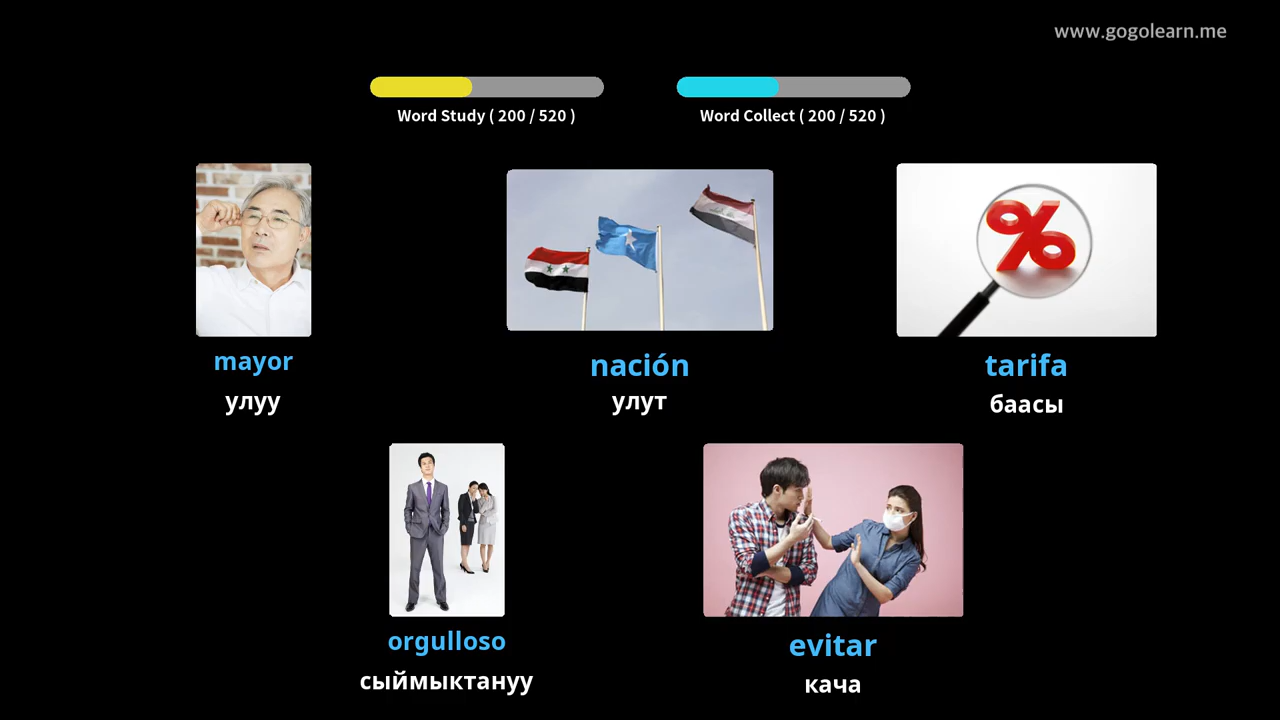 www.gogolearn.me
Word Study ( 200 / 520 )
Word Collect ( 200 / 520 )
mayor
улуу
nación
улут
tarifa
баасы
orgulloso
сыймыктануу
evitar
кача